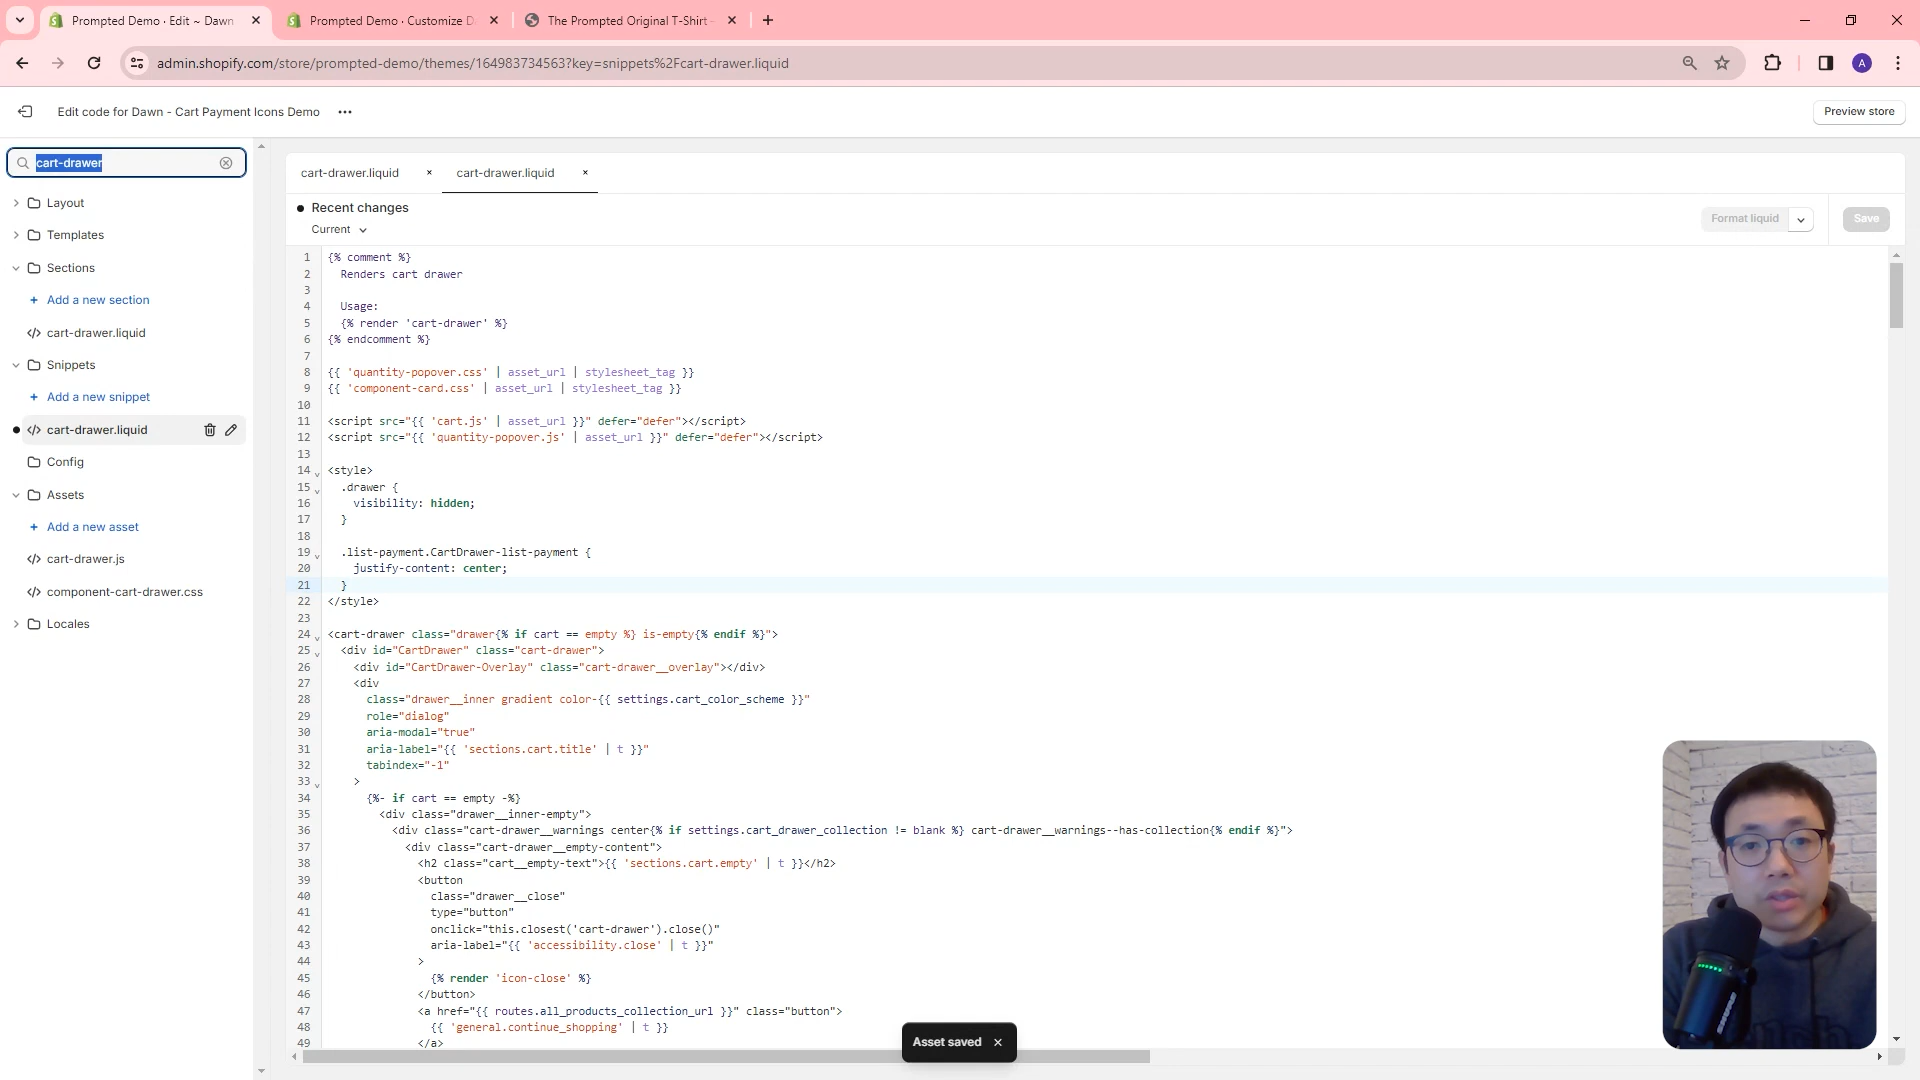 Prompted Demo · Edit ~ Dawn
Prompted Demo · Customize D
The Prompted Original T-Shirt –
admin.shopify.com/store/prompted-demo/themes/164983734563?key=snippets%2Fcart-drawer.liquid
A
Edit code for Dawn - Cart Payment Icons Demo
Preview store
cart-drawer
Layout
Templates
Sections
+ Add a new section
cart-drawer.liquid
Snippets
+ Add a new snippet
cart-drawer.liquid
Config
Assets
+ Add a new asset
cart-drawer.js
component-cart-drawer.css
Locales
cart-drawer.liquid
cart-drawer.liquid
Recent changes
Current
Format liquid
Save
1 {% comment %}
2 Renders cart drawer
3
4 Usage:
5 {% render 'cart-drawer' %}
6 {% endcomment %}
7
8 {{ 'quantity-popover.css' | asset_url | stylesheet_tag }}
9 {{ 'component-card.css' | asset_url | stylesheet_tag }}
10
11 <script src="{{ 'cart.js' | asset_url }}" defer="defer"></script>
12 <script src="{{ 'quantity-popover.js' | asset_url }}" defer="defer"></script>
13
14 <style>
15 .drawer {
16 visibility: hidden;
17 }
18
19 .list-payment.CartDrawer-list-payment {
20 justify-content: center;
21 }
22 </style>
23
24 <cart-drawer class="drawer{% if cart == empty %} is-empty{% endif %}">
25 <div id="CartDrawer" class="cart-drawer">
26 <div id="CartDrawer-Overlay" class="cart-drawer__overlay"></div>
27 <div
28 class="drawer__inner gradient color-{{ settings.cart_color_scheme }}"
29 role="dialog"
30 aria-modal="true"
31 aria-label="{{ 'sections.cart.title' | t }}"
32 tabindex="-1"
33 >
34 {%- if cart == empty -%}
35 <div class="drawer__inner-empty">
36 <div class="cart-drawer__warnings center{% if settings.cart_drawer_collection != blank %} cart-drawer__warnings--has-collection{% endif %}">
37 <div class="cart-drawer__empty-content">
38 <h2 class="cart__empty-text">{{ 'sections.cart.empty' | t }}</h2>
39 <button
40 class="drawer__close"
41 type="button"
42 onclick="this.closest('cart-drawer').close()"
43 aria-label="{{ 'accessibility.close' | t }}"
44 >
45 {% render 'icon-close' %}
46 </button>
47 <a href="{{ routes.all_products_collection_url }}" class="button">
48 {{ 'general.continue_shopping' | t }}
49 </a>
Asset saved